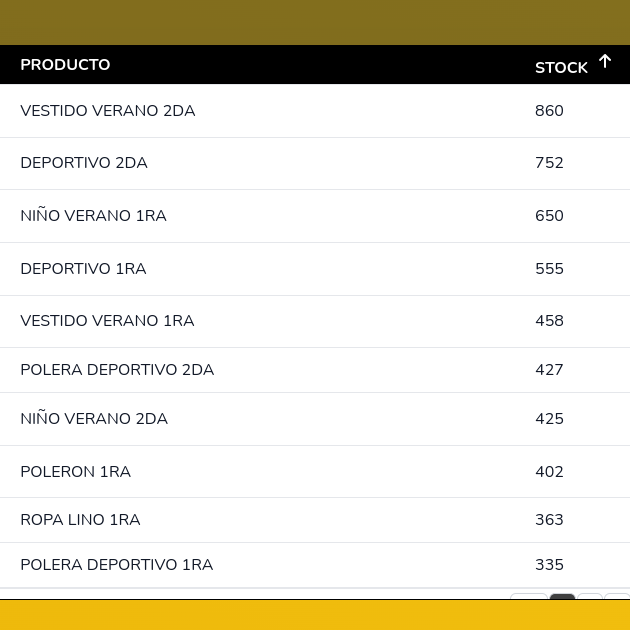 PRODUCTO STOCK
VESTIDO VERANO 2DA 860
DEPORTIVO 2DA 752
NIÑO VERANO 1RA 650
DEPORTIVO 1RA 555
VESTIDO VERANO 1RA 458
POLERA DEPORTIVO 2DA 427
NIÑO VERANO 2DA 425
POLERON 1RA 402
ROPA LINO 1RA 363
POLERA DEPORTIVO 1RA 335